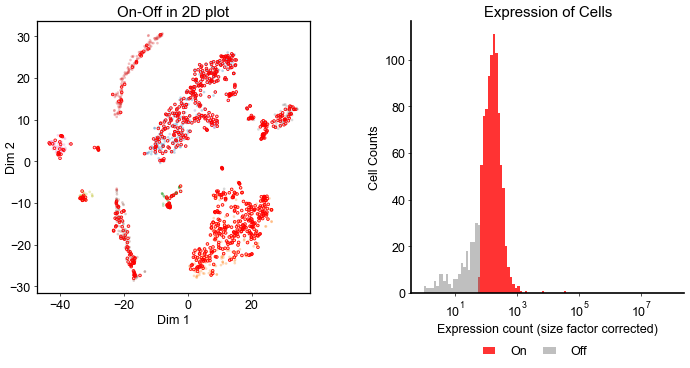 On-Off in 2D plot
Dim 2
30
20
10
0
−10
−20
−30
−40
−20
0
20
Dim 1
Expression of Cells
Cell Counts
100
80
60
40
20
0
10^1
10^3
10^5
10^7
Expression count (size factor corrected)
On
Off